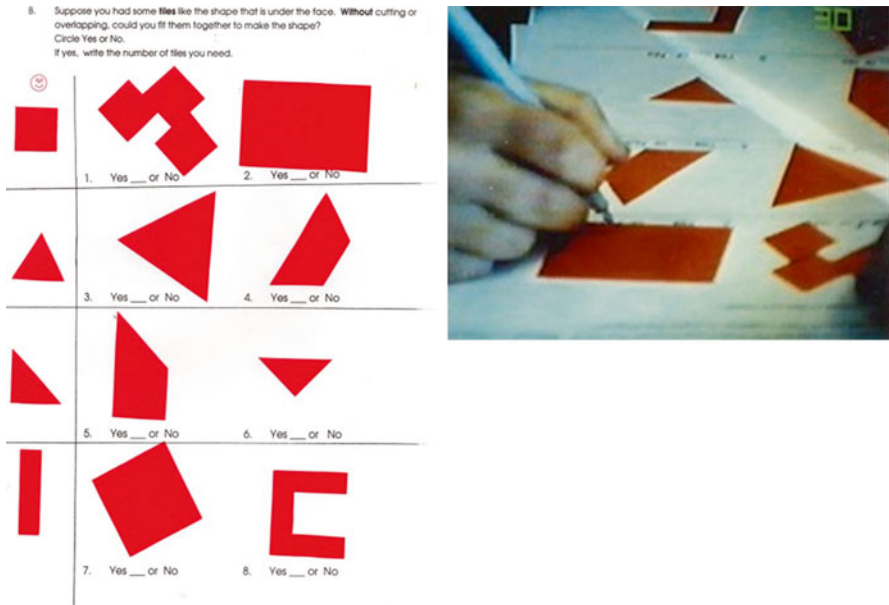 B. Suppose you had some tiles like the shape that is under the face. Without cutting or
overlapping, could you fit them together to make the shape?
Circle Yes or No.
If yes, write the number of tiles you need.
1. Yes ___ or No 2. Yes ___ or No
3. Yes ___ or No 4. Yes ___ or No
5. Yes ___ or No 6. Yes ___ or No
7. Yes ___ or No 8. Yes ___ or No